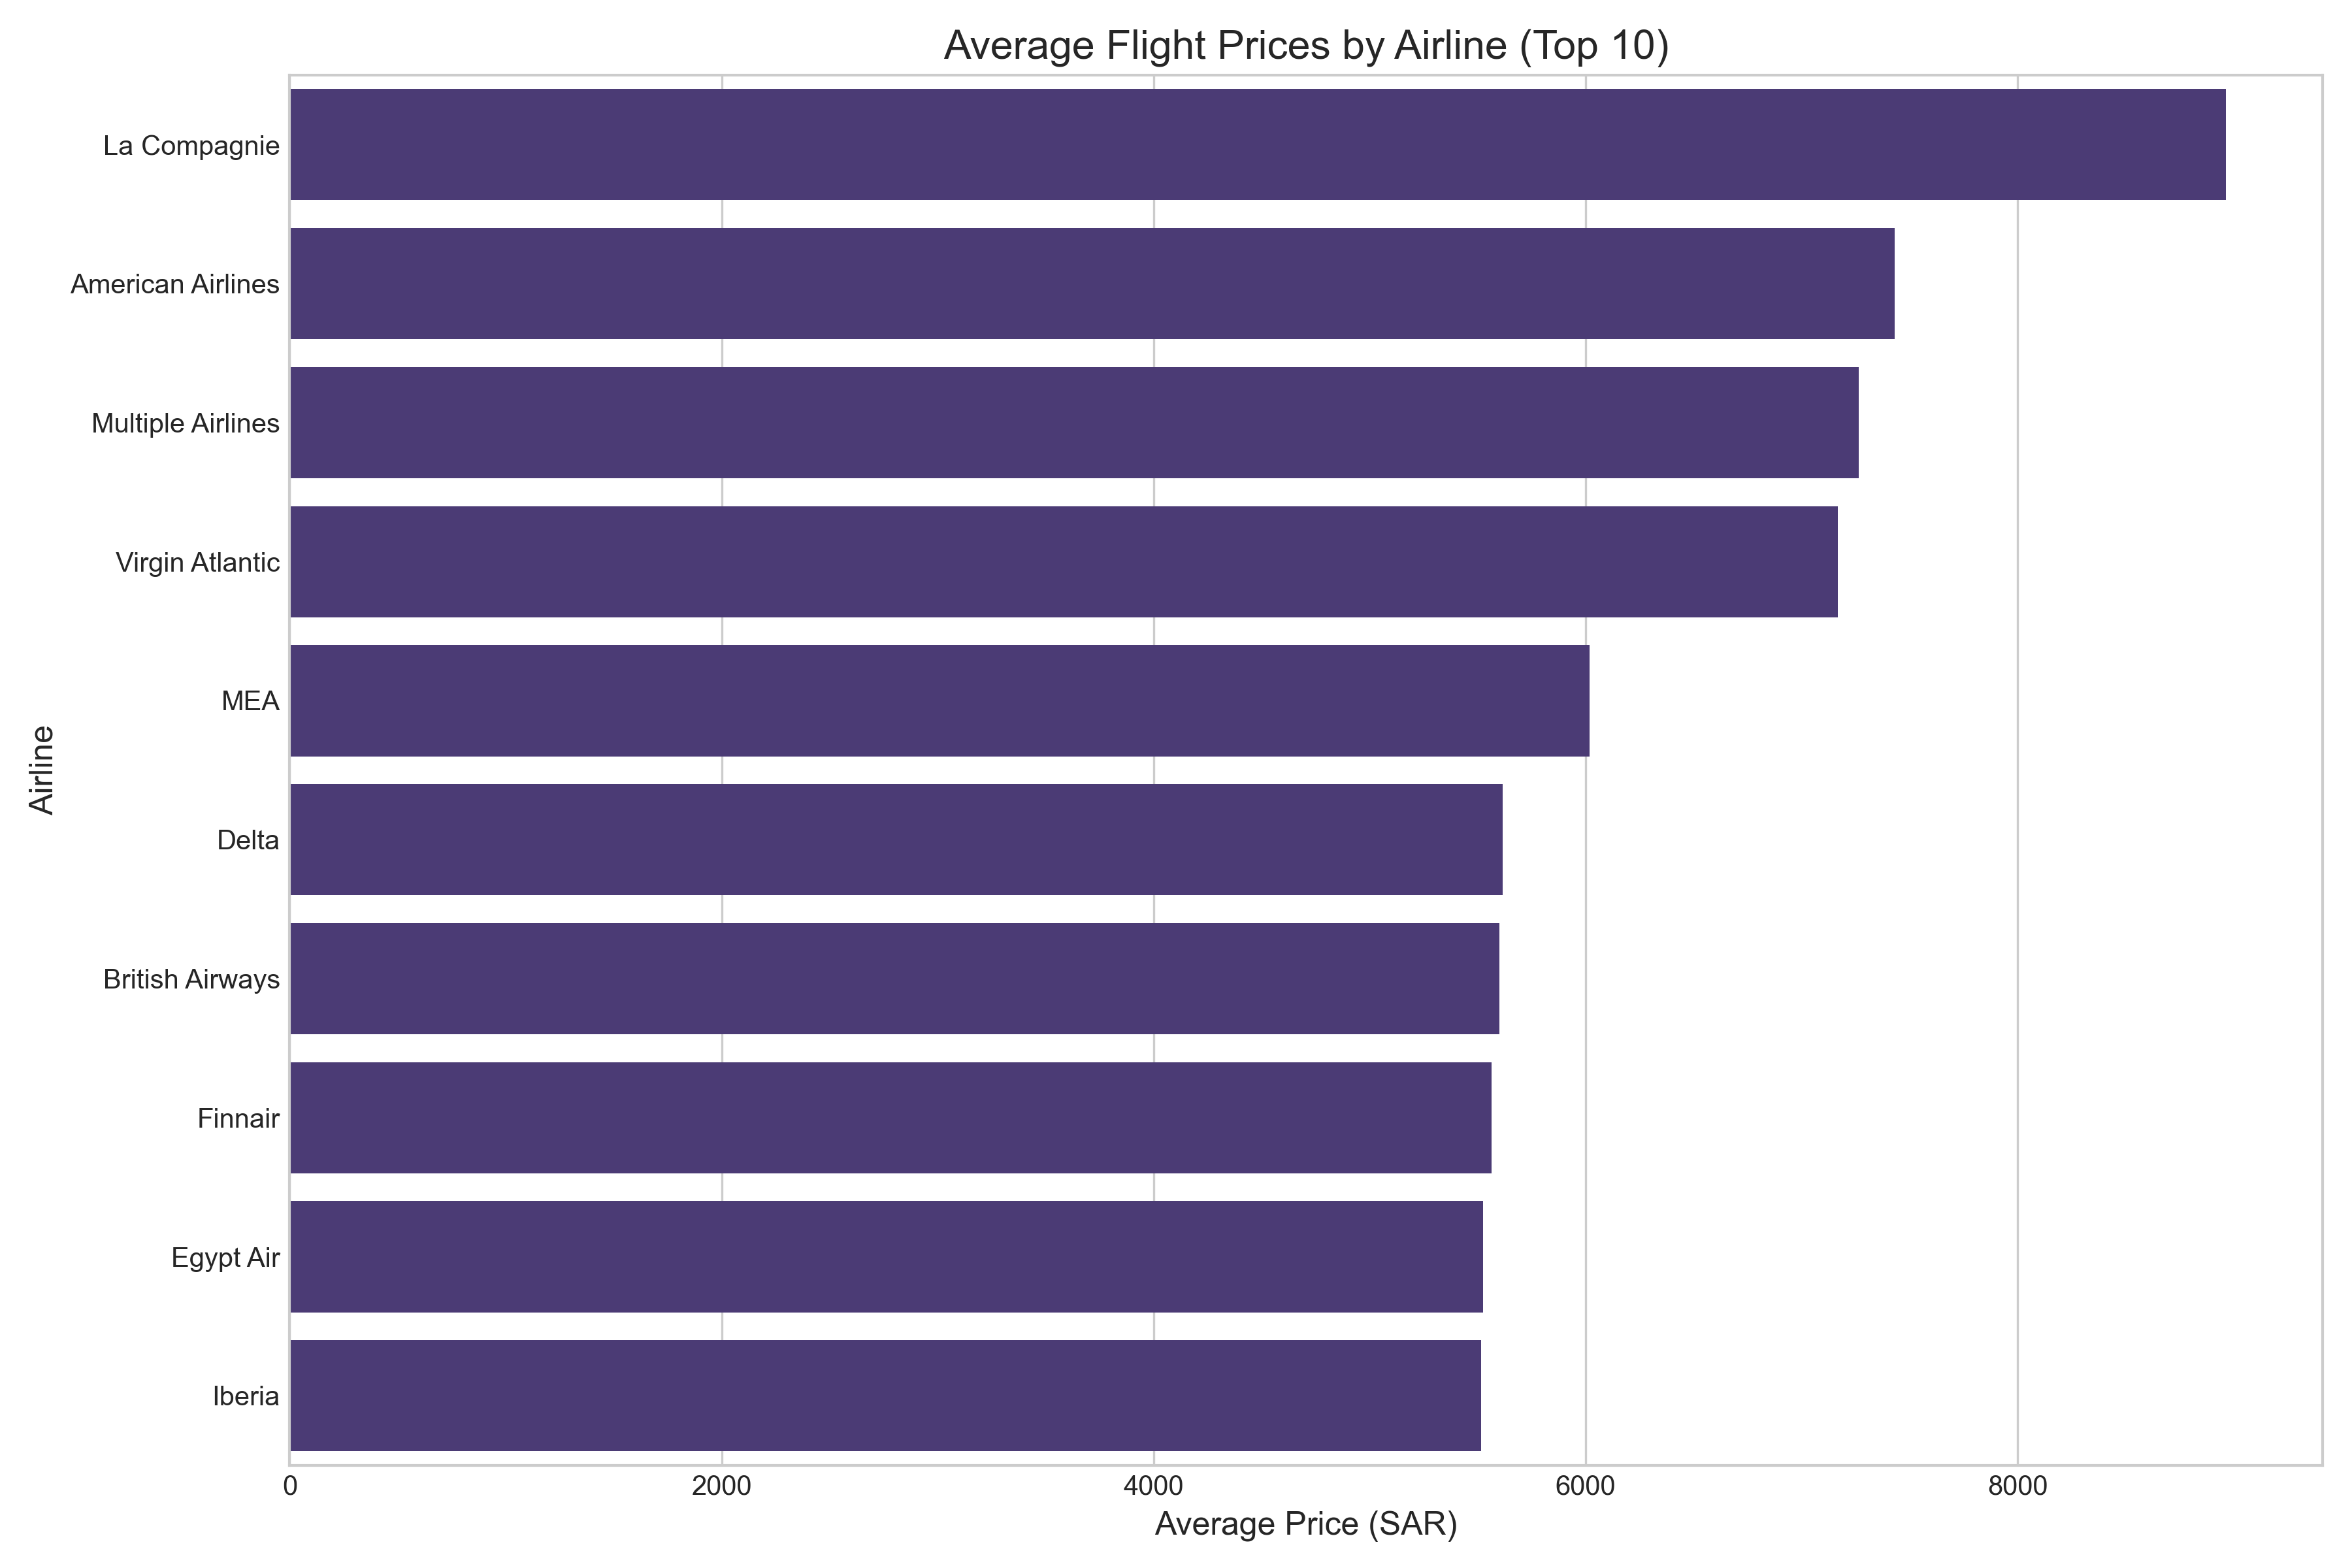 Average Flight Prices by Airline (Top 10)
La Compagnie
American Airlines
Multiple Airlines
Virgin Atlantic
MEA
Delta
British Airways
Finnair
Egypt Air
Iberia
Airline
0 2000 4000 6000 8000
Average Price (SAR)